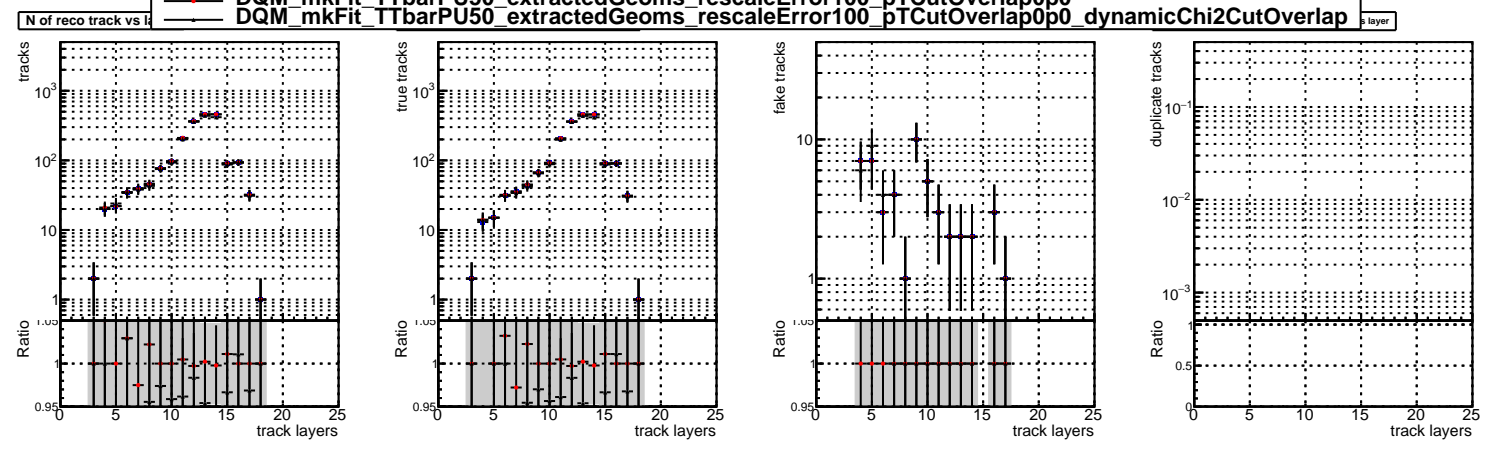 DQM_mkFit_TTbarPU50_extractedGeoms_rescaleError100_pTCutOverlap0p0
DQM_mkFit_TTbarPU50_extractedGeoms_rescaleError100_pTCutOverlap0p0_dynamicChi2CutOverlap
N of reco track vs la
s layer
tracks
10³
10²
10
1
1.05
Ratio
1
0.95
0 5 10 15 20 25
track layers
true tracks
10³
10²
10
1
1.05
Ratio
1
0.95
0 5 10 15 20 25
track layers
fake tracks
10
1
1.05
Ratio
1
0.95
0 5 10 15 20 25
track layers
duplicate tracks
10⁻¹
10⁻²
10⁻³
Ratio
1
0.5
0
0 5 10 15 20 25
track layers